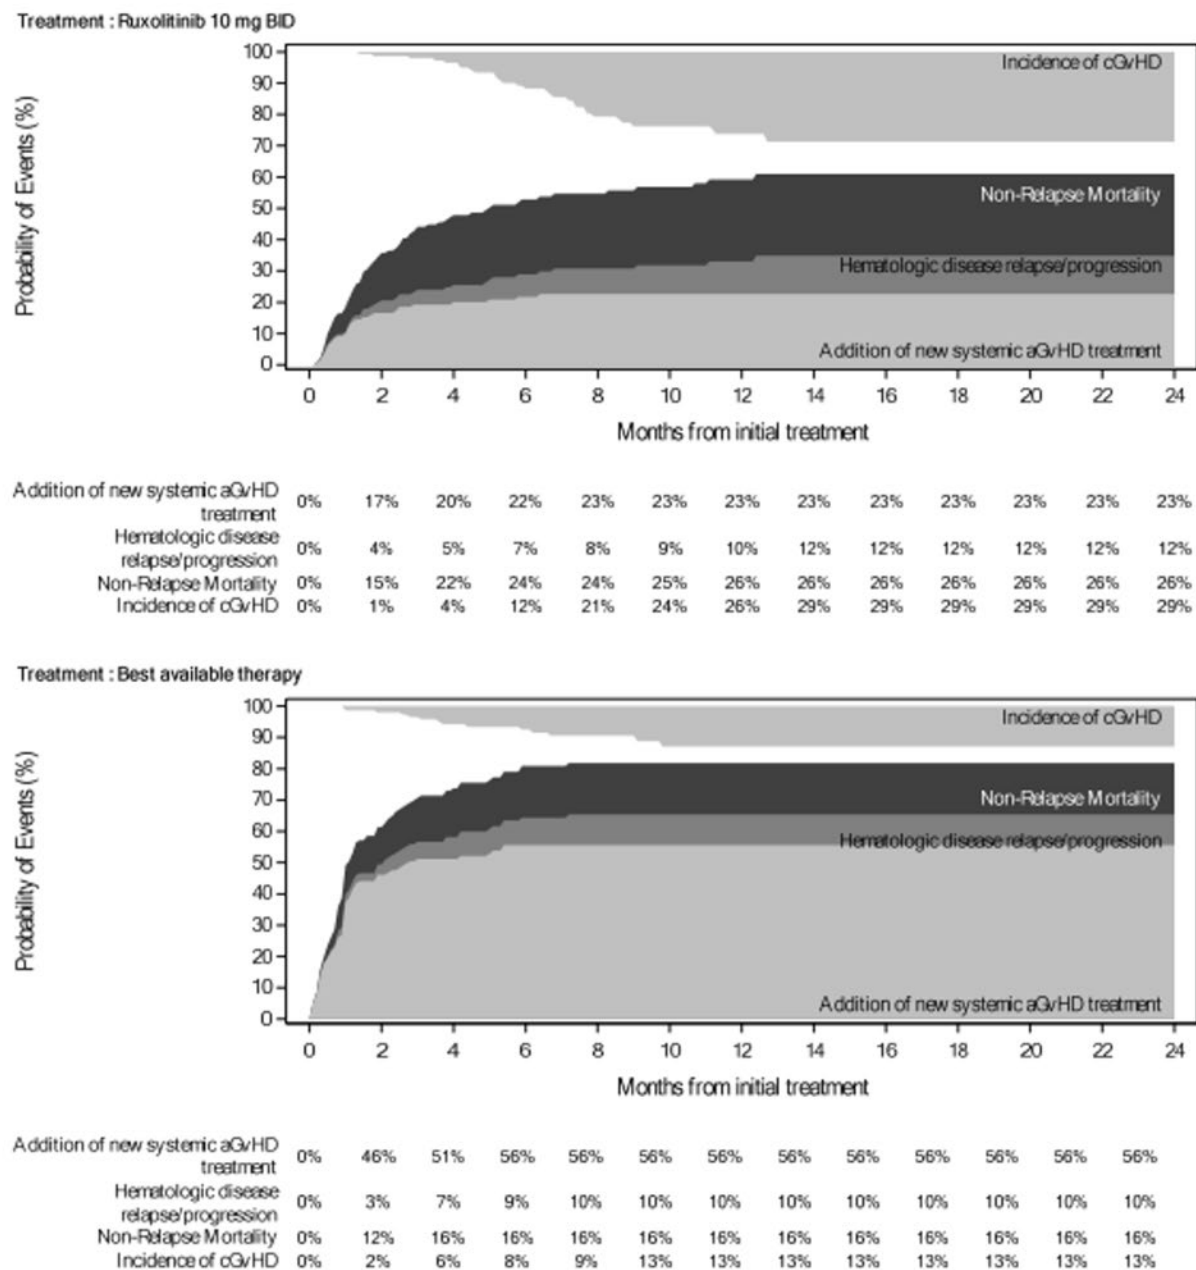 Treatment : Ruxolitinib 10 mg BID
Probability of Events (%)
100
90
80
70
60
50
40
30
20
10
0
Incidence of cGvHD
Non-Relapse Mortality
Hematologic disease relapse/progression
Addition of new systemic aGvHD treatment
0 2 4 6 8 10 12 14 16 18 20 22 24
Months from initial treatment
Addition of new systemic aGvHD
treatment 0% 17% 20% 22% 23% 23% 23% 23% 23% 23% 23% 23% 23%
Hematologic disease
relapse/progression 0% 4% 5% 7% 8% 9% 10% 12% 12% 12% 12% 12% 12%
Non-Relapse Mortality 0% 15% 22% 24% 24% 25% 26% 26% 26% 26% 26% 26% 26%
Incidence of cGvHD 0% 1% 4% 12% 21% 24% 26% 29% 29% 29% 29% 29% 29%
Treatment : Best available therapy
Probability of Events (%)
100
90
80
70
60
50
40
30
20
10
0
Incidence of cGvHD
Non-Relapse Mortality
Hematologic disease relapse/progression
Addition of new systemic aGvHD treatment
0 2 4 6 8 10 12 14 16 18 20 22 24
Months from initial treatment
Addition of new systemic aGvHD
treatment 0% 46% 51% 56% 56% 56% 56% 56% 56% 56% 56% 56% 56%
Hematologic disease
relapse/progression 0% 3% 7% 9% 10% 10% 10% 10% 10% 10% 10% 10% 10%
Non-Relapse Mortality 0% 12% 16% 16% 16% 16% 16% 16% 16% 16% 16% 16% 16%
Incidence of cGvHD 0% 2% 6% 8% 9% 13% 13% 13% 13% 13% 13% 13% 13%